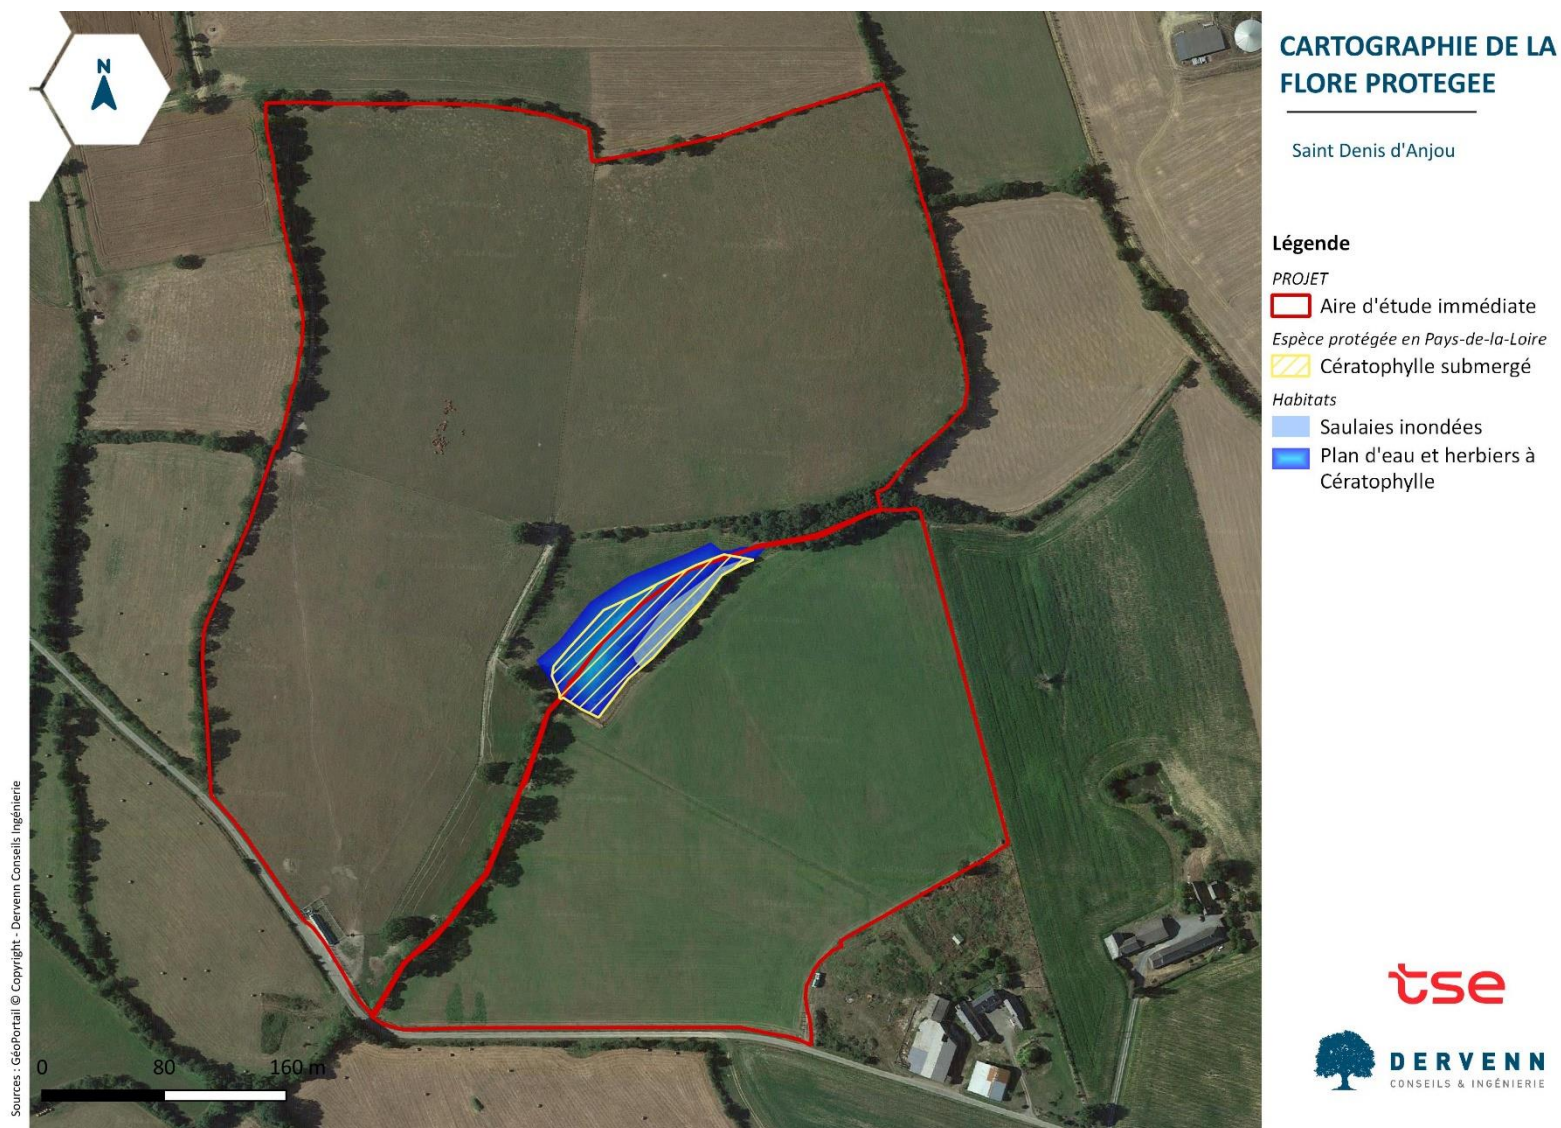 N
CARTOGRAPHIE DE LA
FLORE PROTEGEE
Saint Denis d'Anjou
Légende
PROJET
Aire d'étude immédiate
Espèce protégée en Pays-de-la-Loire
Cératophylle submergé
Habitats
Saulaies inondées
Plan d'eau et herbiers à
Cératophylle
Sources : GéoPortail © Copyright - Dervenn Conseils Ingénierie
0 80 160 m
tse
DERVENN
CONSEILS & INGÉNIERIE